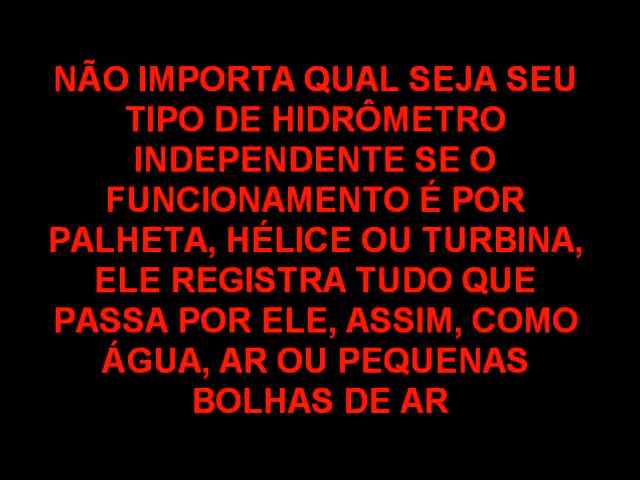 NÃO IMPORTA QUAL SEJA SEU
TIPO DE HIDRÔMETRO
INDEPENDENTE SE O
FUNCIONAMENTO É POR
PALHETA, HÉLICE OU TURBINA,
ELE REGISTRA TUDO QUE
PASSA POR ELE, ASSIM, COMO
ÁGUA, AR OU PEQUENAS
BOLHAS DE AR